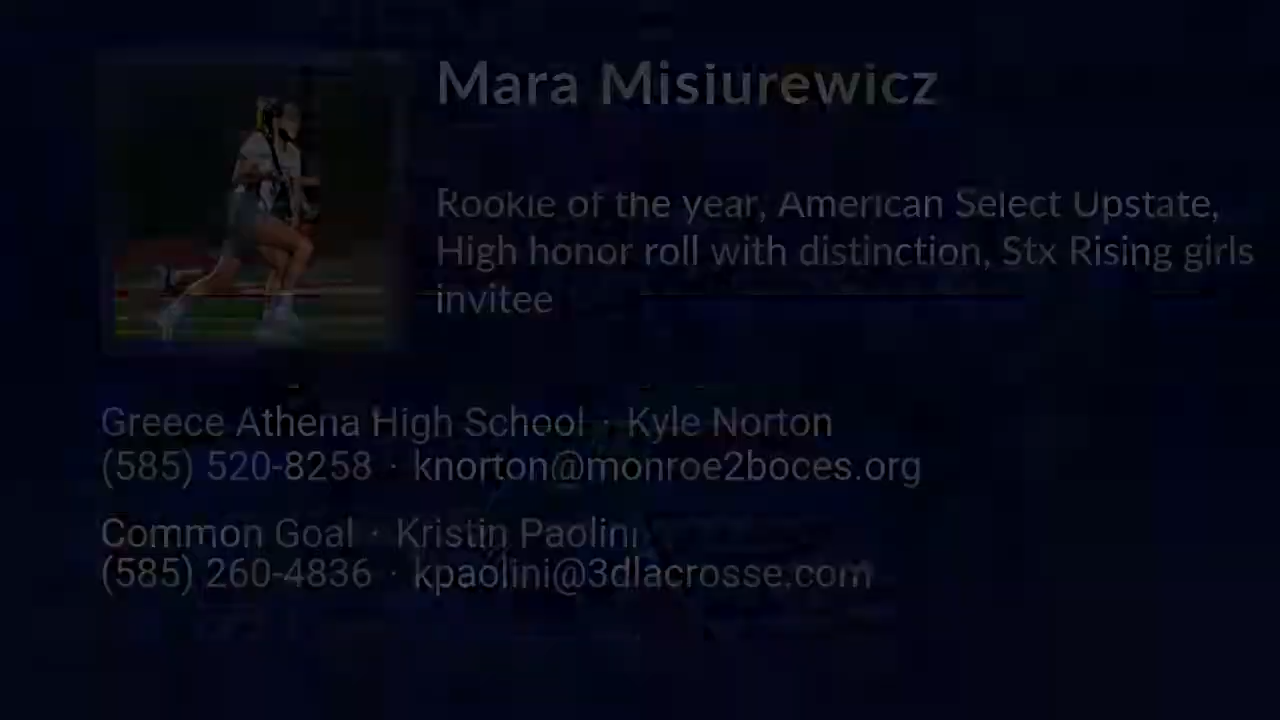 Mara Misiurewicz
Rookie of the year, American Select Upstate,
High honor roll with distinction, Stx Rising girls
invitee
Greece Athena High School · Kyle Norton
(585) 520-8258 · knorton@monroe2boces.org
Common Goal · Kristin Paolini
(585) 260-4836 · kpaolini@3dlacrosse.com